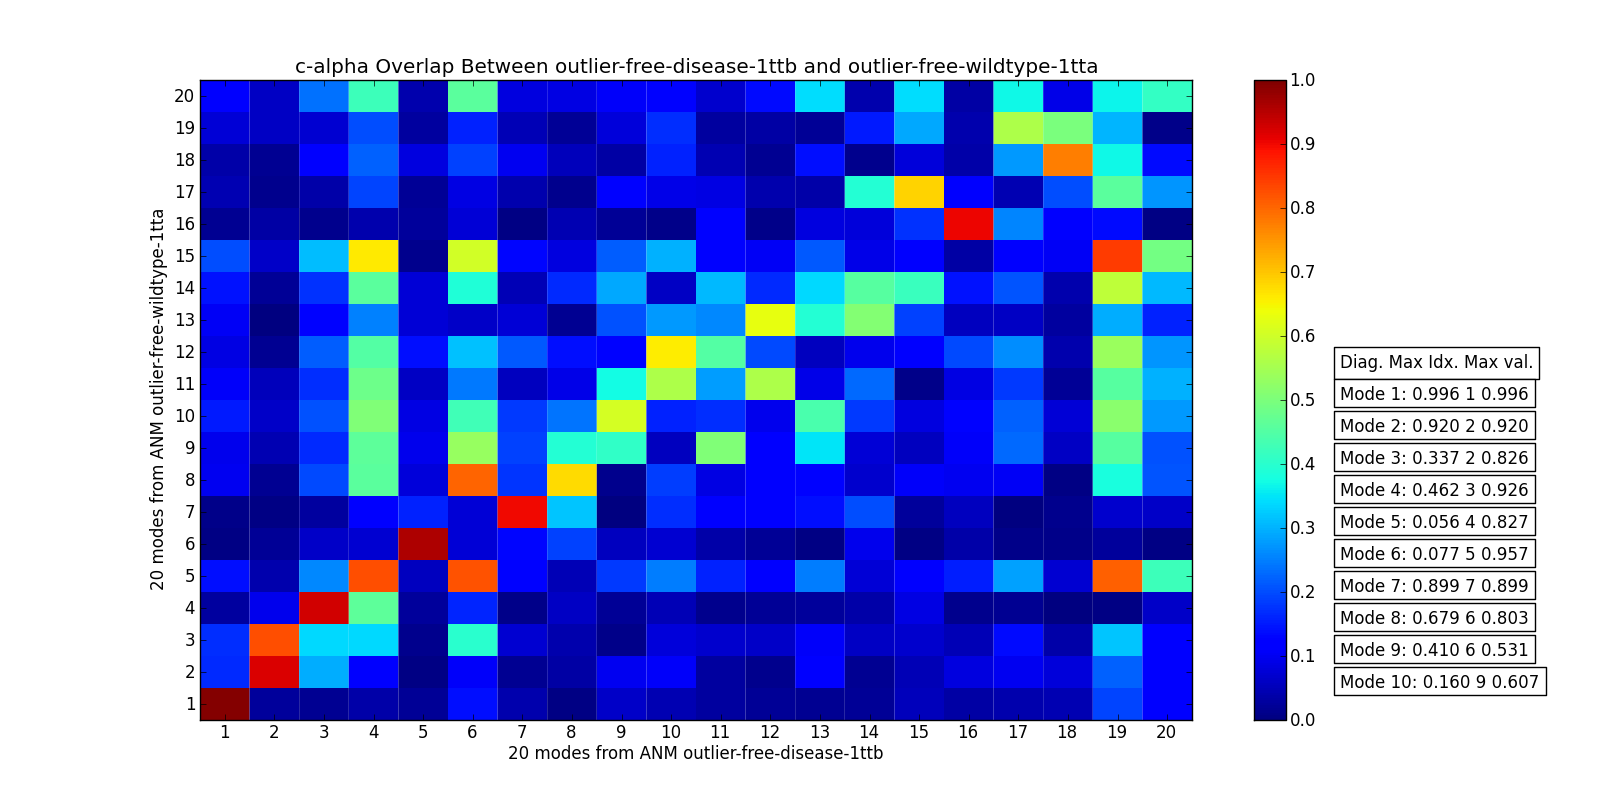 c-alpha Overlap Between outlier-free-disease-1ttb and outlier-free-wildtype-1tta
20 modes from ANM outlier-free-wildtype-1tta
20
19
18
17
16
15
14
13
12
11
10
9
8
7
6
5
4
3
2
1
1 2 3 4 5 6 7 8 9 10 11 12 13 14 15 16 17 18 19 20
20 modes from ANM outlier-free-disease-1ttb
1.0
0.9
0.8
0.7
0.6
0.5
0.4
0.3
0.2
0.1
0.0
Diag. Max Idx. Max val.
Mode 1: 0.996 1 0.996
Mode 2: 0.920 2 0.920
Mode 3: 0.337 2 0.826
Mode 4: 0.462 3 0.926
Mode 5: 0.056 4 0.827
Mode 6: 0.077 5 0.957
Mode 7: 0.899 7 0.899
Mode 8: 0.679 6 0.803
Mode 9: 0.410 6 0.531
Mode 10: 0.160 9 0.607